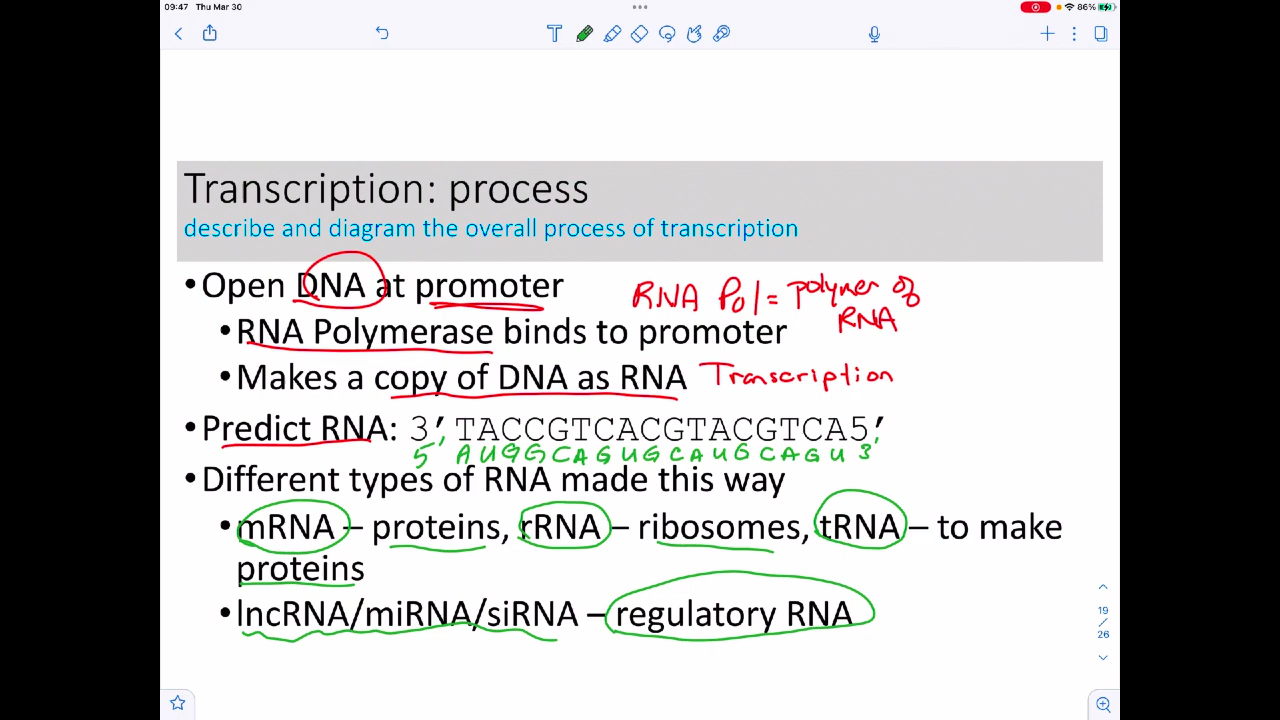 09:47 Thu Mar 30
86%
Transcription: process
describe and diagram the overall process of transcription
•Open DNA at promoter
RNA Pol = polymer of
RNA
•RNA Polymerase binds to promoter
•Makes a copy of DNA as RNA Transcription
•Predict RNA: 3’ TACCGTCACGTACGTCA5’
5' AUGGCAGUGCAUGCAGU 3'
•Different types of RNA made this way
•mRNA – proteins, rRNA – ribosomes, tRNA – to make
proteins
•lncRNA/miRNA/siRNA – regulatory RNA
19
/
26